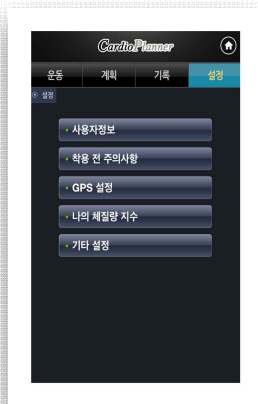 CardioPlanner
운동 계획 기록 설정
설정
사용자정보
착용 전 주의사항
GPS 설정
나의 체질량 지수
기타 설정